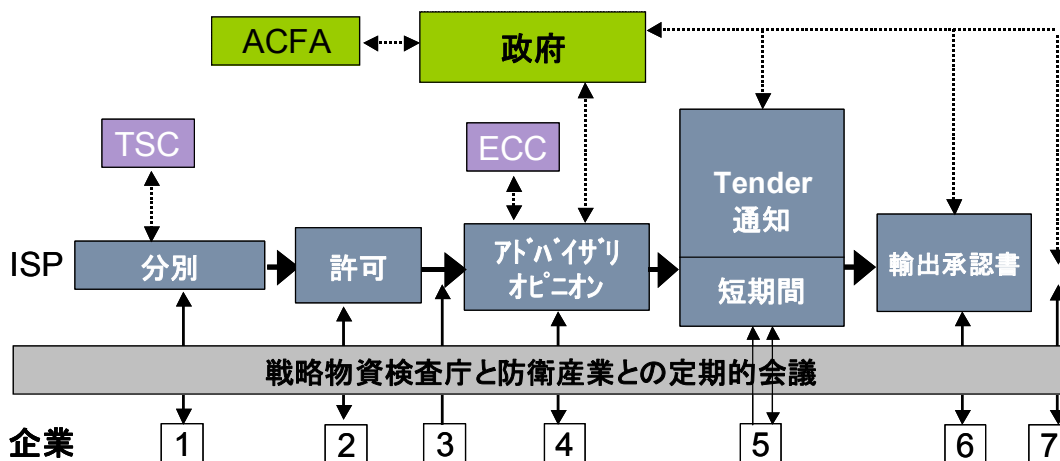 ACFA
政府
TSC
ECC
Tender
通知
ISP
分別
許可
ｱﾄﾞﾊﾞｲｻﾞﾘ
ｵﾋﾟﾆｵﾝ
短期間
輸出承認書
戦略物資検査庁と防衛産業との定期的会議
企業
1
2
3
4
5
6
7